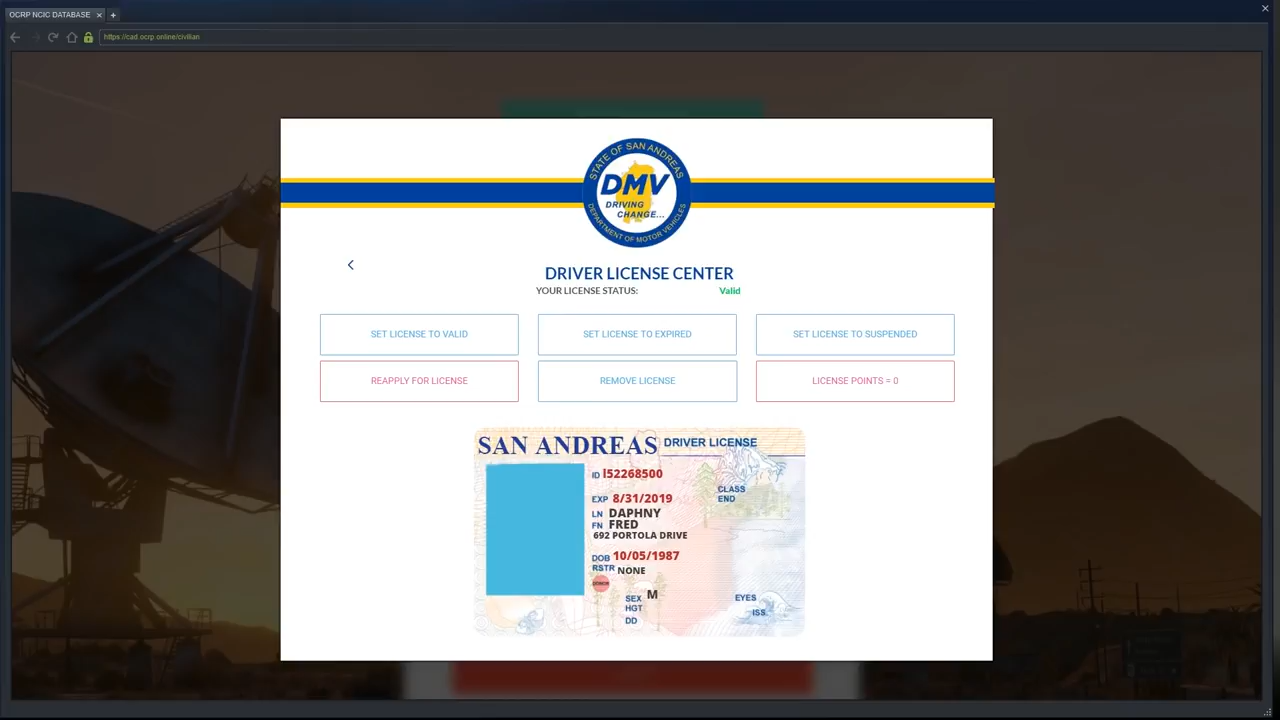 OCRP NCIC DATABASE
https://cad.ocrp.online/civilian
STATE OF SAN ANDREAS
DMV
DRIVING
CHANGE...
DEPARTMENT OF MOTOR VEHICLES
DRIVER LICENSE CENTER
YOUR LICENSE STATUS: Valid
SET LICENSE TO VALID SET LICENSE TO EXPIRED SET LICENSE TO SUSPENDED
REAPPLY FOR LICENSE REMOVE LICENSE LICENSE POINTS = 0
SAN ANDREAS DRIVER LICENSE
ID l52268500
CLASS
EXP 8/31/2019 END
LN DAPHNY
FN FRED
692 PORTOLA DRIVE
DOB 10/05/1987
RSTR NONE
DONOR
SEX M EYES
HGT ISS.
DD